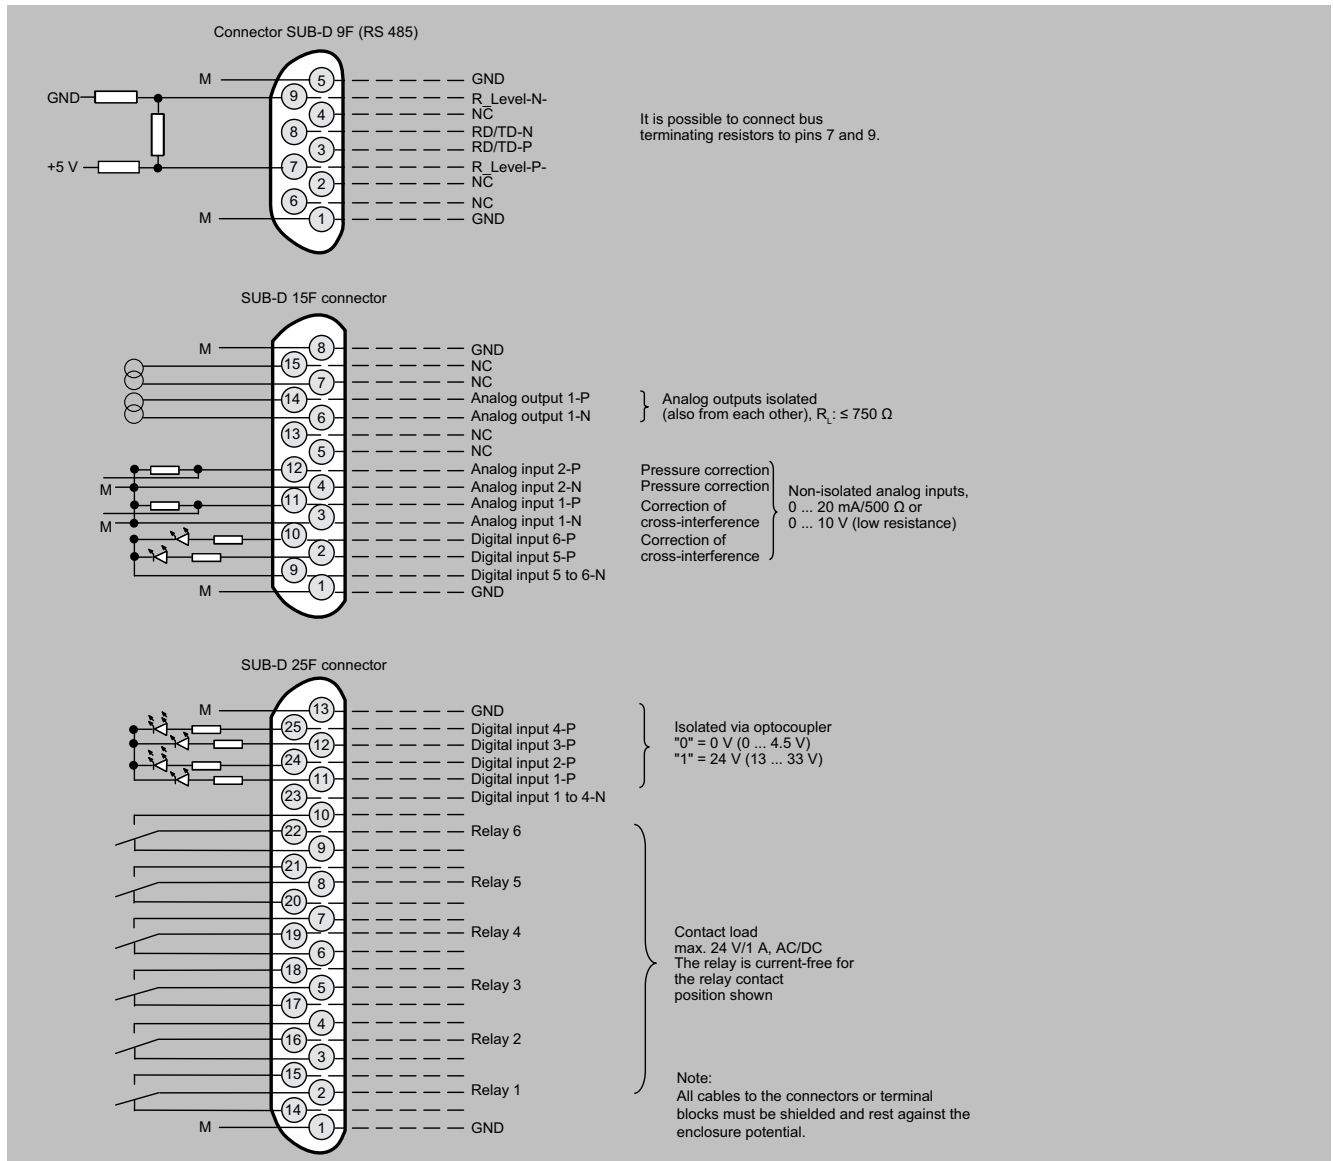 Connector SUB-D 9F (RS 485)
M 5 GND
GND 9 R_Level-N-
4 NC
8 RD/TD-N
3 RD/TD-P
+5 V 7 R_Level-P-
2 NC
6 NC
M 1 GND
It is possible to connect bus
terminating resistors to pins 7 and 9.
SUB-D 15F connector
M 8 GND
15 NC
7 NC
14 Analog output 1-P
6 Analog output 1-N
13 NC
5 NC
12 Analog input 2-P
M 4 Analog input 2-N
11 Analog input 1-P
M 3 Analog input 1-N
10 Digital input 6-P
2 Digital input 5-P
9 Digital input 5 to 6-N
M 1 GND
Analog outputs isolated
(also from each other), RL: ≤ 750 Ω
Pressure correction
Pressure correction
Correction of
cross-interference
Correction of
cross-interference
Non-isolated analog inputs,
0 ... 20 mA/500 Ω or
0 ... 10 V (low resistance)
SUB-D 25F connector
M 13 GND
25 Digital input 4-P
12 Digital input 3-P
24 Digital input 2-P
11 Digital input 1-P
23 Digital input 1 to 4-N
10
22 Relay 6
9
21
8 Relay 5
20
7
19 Relay 4
6
18
5 Relay 3
17
4
16 Relay 2
3
15
2 Relay 1
14
M 1 GND
Isolated via optocoupler
"0" = 0 V (0 ... 4.5 V)
"1" = 24 V (13 ... 33 V)
Contact load
max. 24 V/1 A, AC/DC
The relay is current-free for
the relay contact
position shown
Note:
All cables to the connectors or terminal
blocks must be shielded and rest against the
enclosure potential.